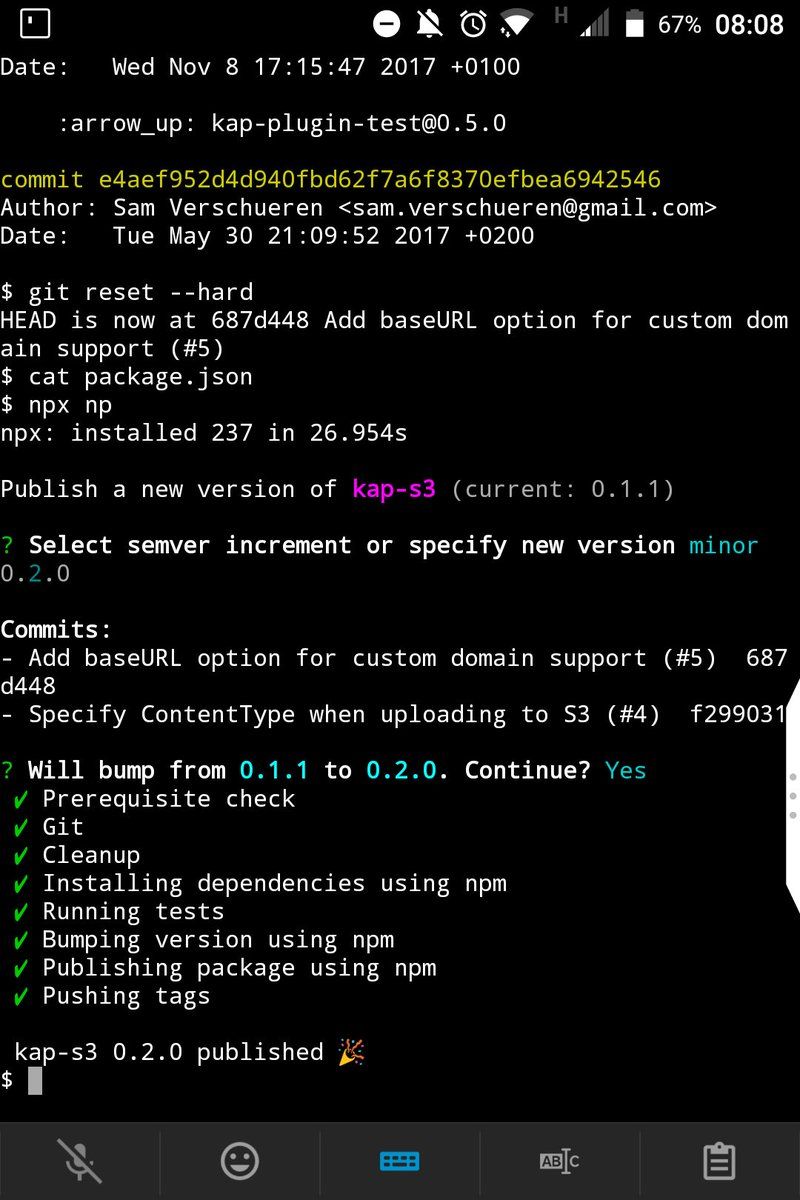 H 67% 08:08
Date:   Wed Nov 8 17:15:47 2017 +0100
:arrow_up: kap-plugin-test@0.5.0
commit e4aef952d4d940fbd62f7a6f8370efbea6942546
Author: Sam Verschueren <sam.verschueren@gmail.com>
Date:   Tue May 30 21:09:52 2017 +0200
$ git reset --hard
HEAD is now at 687d448 Add baseURL option for custom dom
ain support (#5)
$ cat package.json
$ npx np
npx: installed 237 in 26.954s
Publish a new version of kap-s3 (current: 0.1.1)
? Select semver increment or specify new version minor
0.2.0
Commits:
- Add baseURL option for custom domain support (#5)  687
d448
- Specify ContentType when uploading to S3 (#4)  f299031
? Will bump from 0.1.1 to 0.2.0. Continue? Yes
✔ Prerequisite check
✔ Git
✔ Cleanup
✔ Installing dependencies using npm
✔ Running tests
✔ Bumping version using npm
✔ Publishing package using npm
✔ Pushing tags
kap-s3 0.2.0 published 🎉
$
ABC